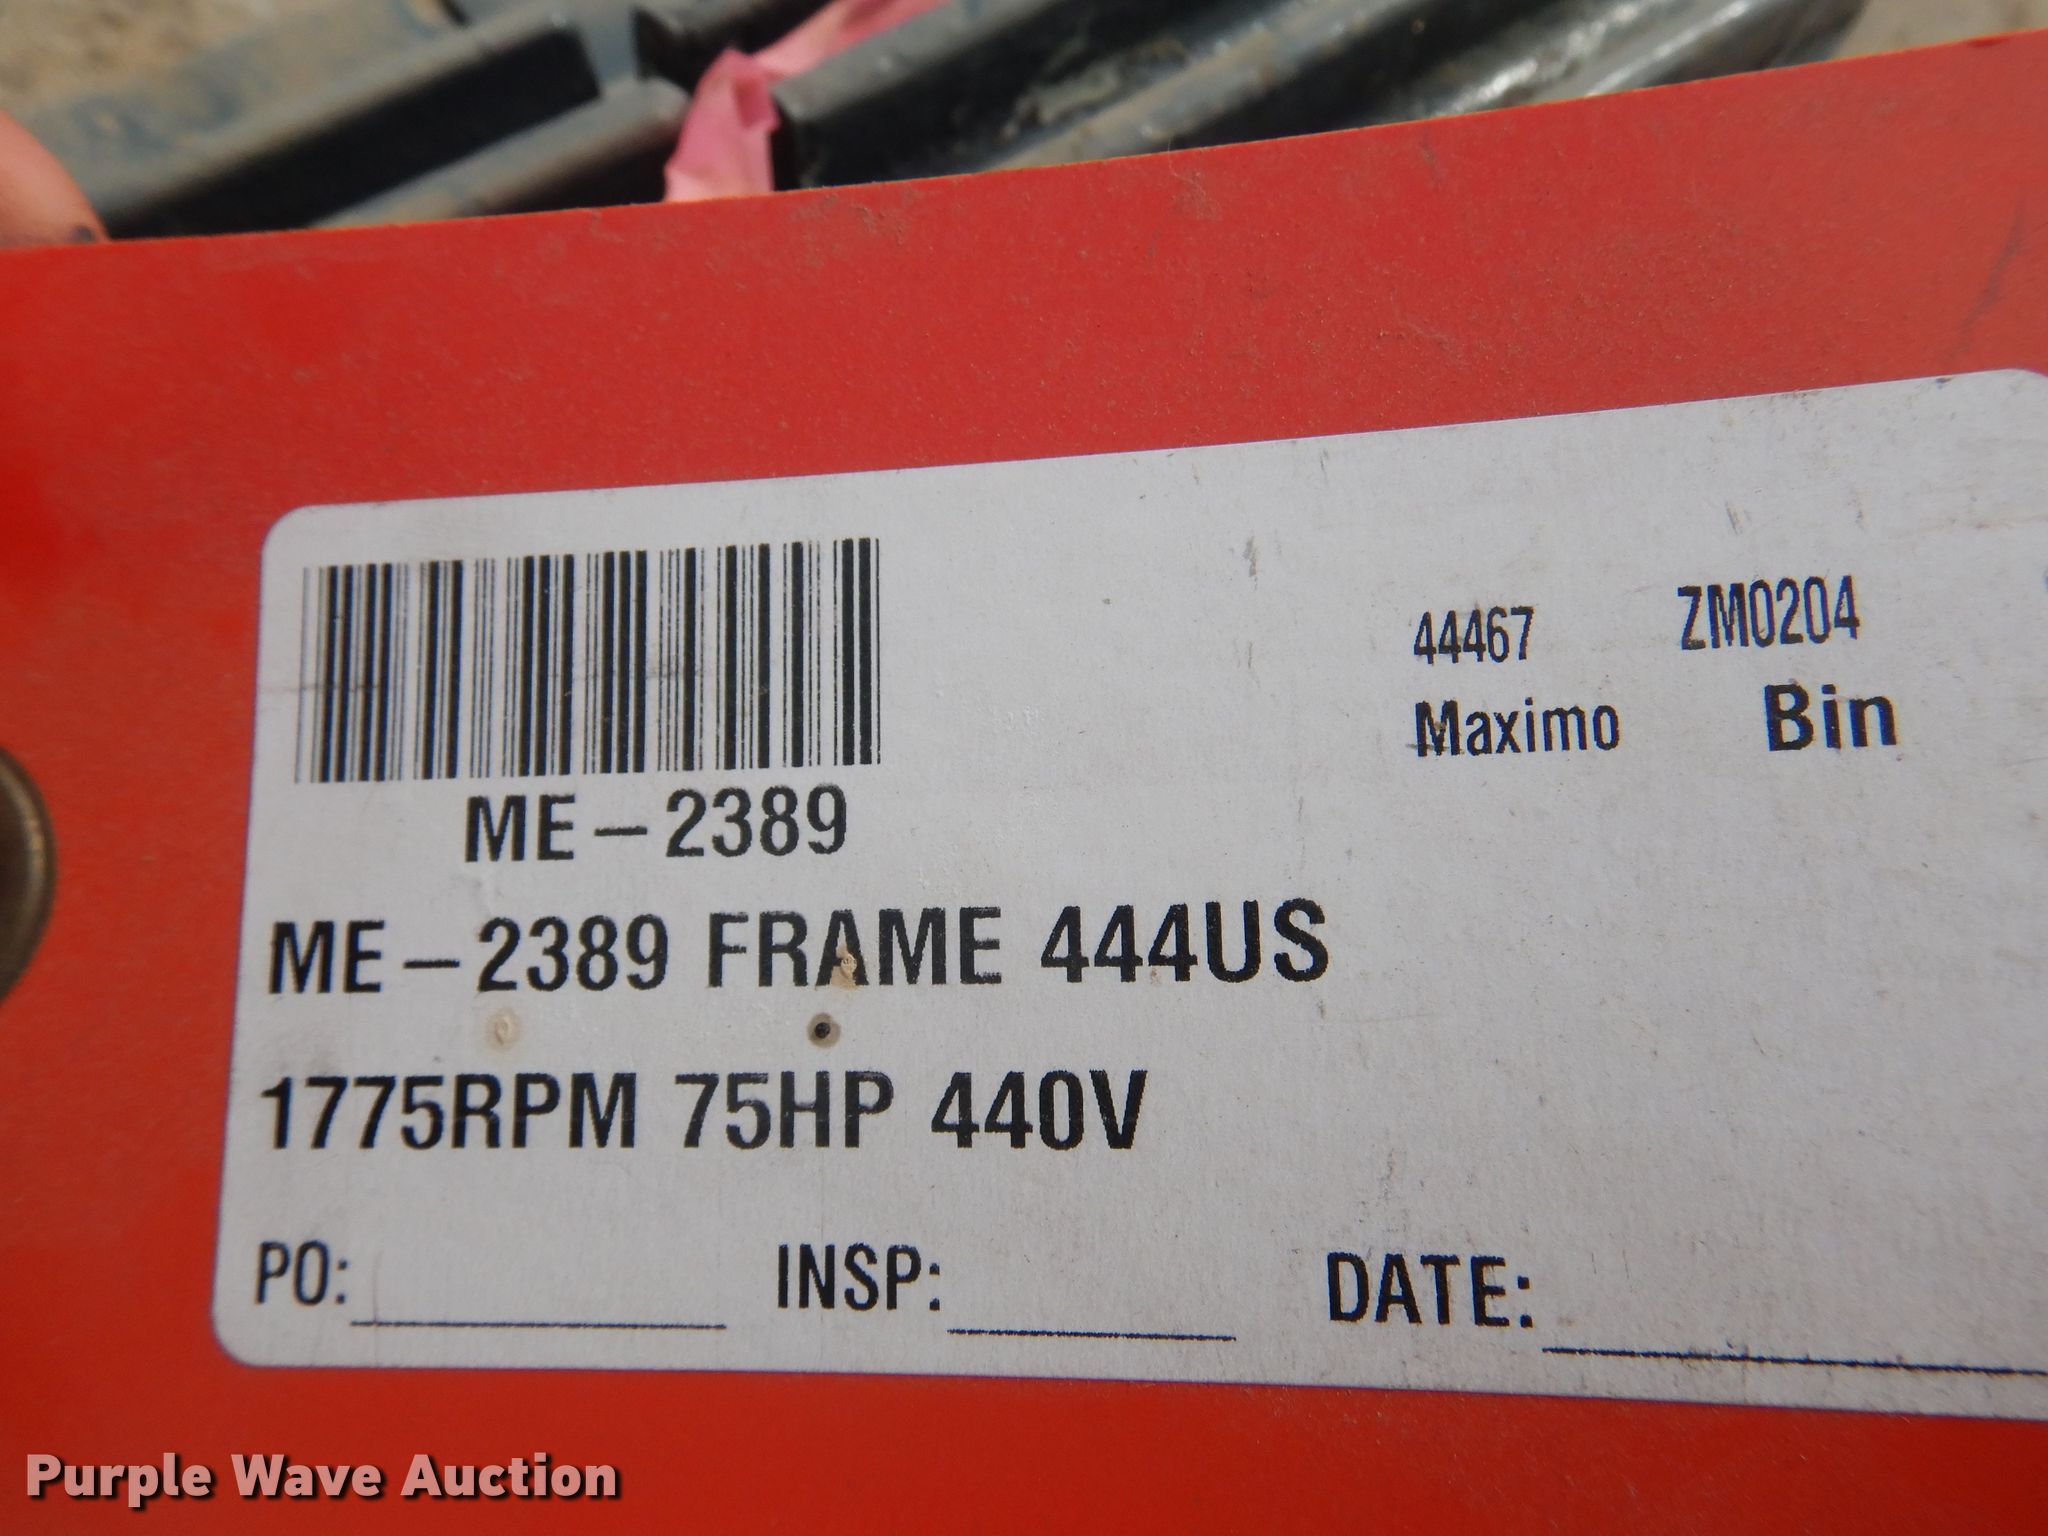 44467 ZM0204
Maximo Bin
ME-2389
ME-2389 FRAME 444US
1775RPM 75HP 440V
PO: INSP: DATE:
Purple Wave Auction